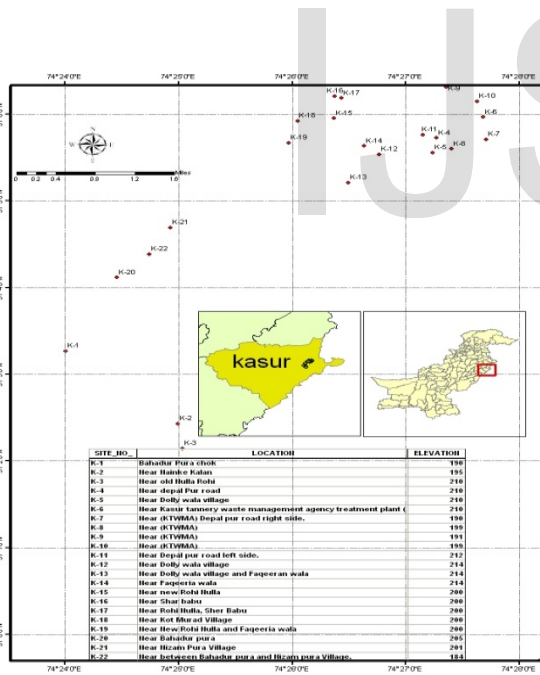 IJS
74°24'0"E 74°25'0"E 74°26'0"E 74°27'0"E 74°28'0"E
K-9
K-16
K-17
K-10
K-18
K-15
K-6
K-11
K-4
K-7
K-19
K-14
K-12
K-5
K-8
N
W E
S
Miles
0 0.2 0.4 0.8 1.2 1.6
K-13
K-21
K-22
K-20
K-1
kasur
K-2
K-3
SITE_NO_ LOCATION ELEVATION
K-1 Bahadur Pura chok 190
K-2 Near Nainke Kalan 195
K-3 Near old Nulla Rohi 210
K-4 Near depal Pur road 210
K-5 Near Dolly wala village 210
K-6 Near Kasur tannery waste management agency treatment plant ( 210
K-7 Near (KTWMA) Depal pur road right side. 190
K-8 Near (KTWMA) 199
K-9 Near (KTWMA) 191
K-10 Near (KTWMA) 199
K-11 Near Depal pur road left side. 212
K-12 Near Dolly wala village 214
K-13 Near Dolly wala village and Faqeeran wala 214
K-14 Near Faqeeria wala 214
K-15 Near new Rohi Nulla 200
K-16 Near Shar babu 200
K-17 Near Rohi Nulla, Sher Babu 200
K-18 Near Kot Murad Village 200
K-19 Near New Rohi Nulla and Faqeeria wala 200
K-20 Near Bahadur pura 205
K-21 Near Nizam Pura Village 201
K-22 Near between Bahadur pura and Nizam pura Village. 184
74°24'0"E 74°25'0"E 74°26'0"E 74°27'0"E 74°28'0"E